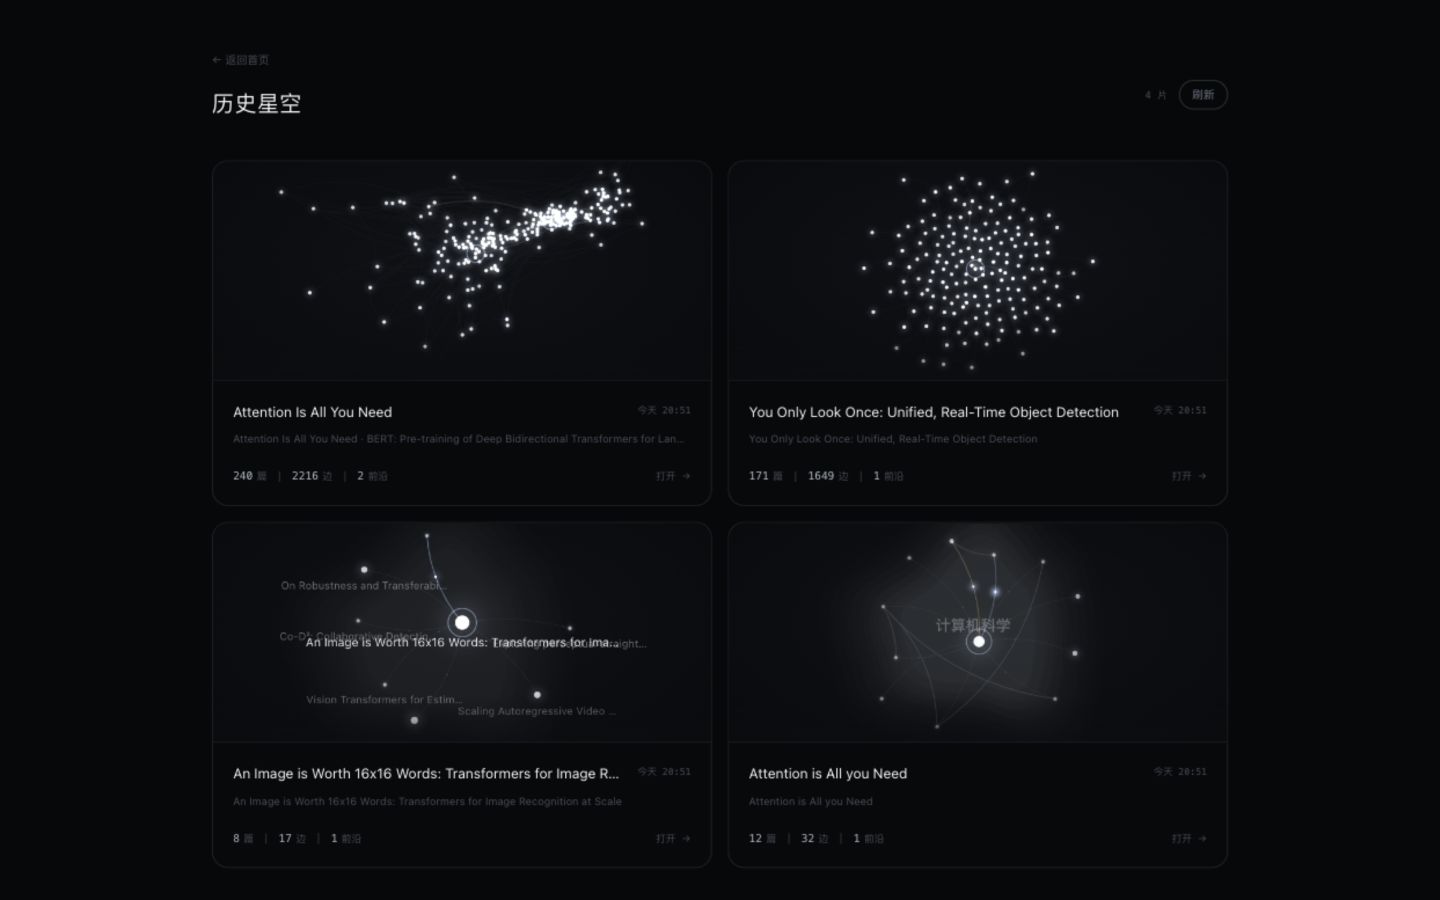 ← 返回首页
历史星空
4 片 刷新
Attention Is All You Need 今天 20:51
Attention Is All You Need · BERT: Pre-training of Deep Bidirectional Transformers for Lan...
240 篇 | 2216 边 | 2 前沿 打开 →
You Only Look Once: Unified, Real-Time Object Detection 今天 20:51
You Only Look Once: Unified, Real-Time Object Detection
171 篇 | 1649 边 | 1 前沿 打开 →
On Robustness and Transferabi...
Co-D Collaborative Detectio
An Image is Worth 16x16 Words: Transformers for Ima...
Vision Transformers for Estim...
Scaling Autoregressive Video ...
An Image is Worth 16x16 Words: Transformers for Image R... 今天 20:51
An Image is Worth 16x16 Words: Transformers for Image Recognition at Scale
8 篇 | 17 边 | 1 前沿 打开 →
计算机科学
Attention is All you Need 今天 20:51
Attention is All you Need
12 篇 | 32 边 | 1 前沿 打开 →